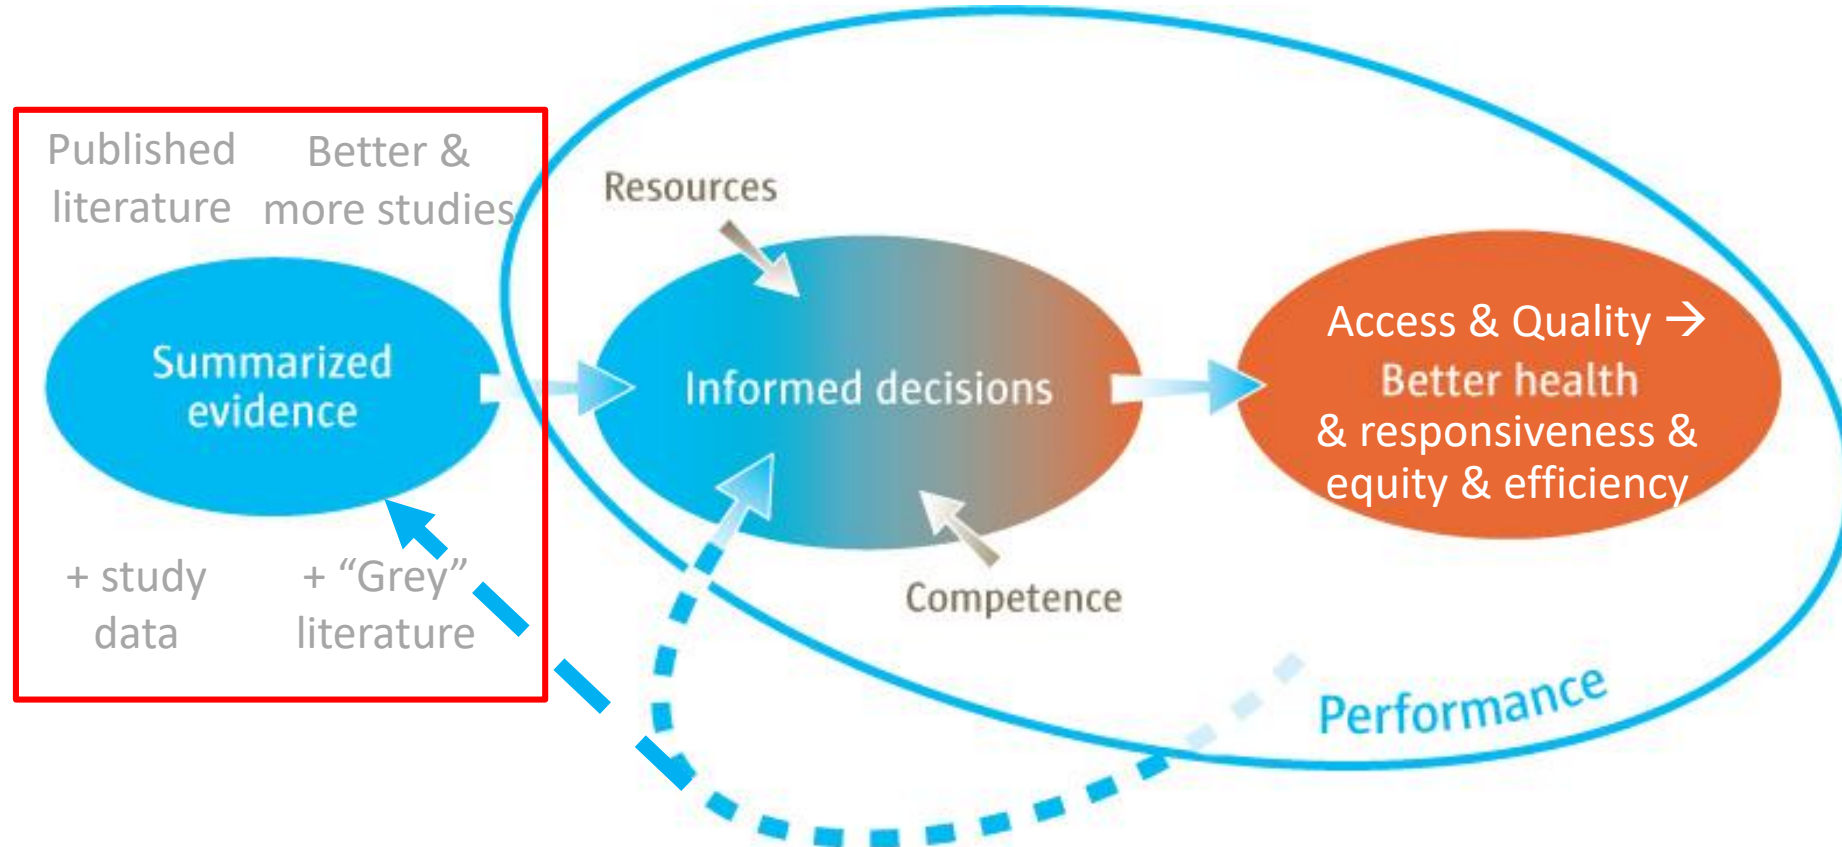 Published
literature
Better &
more studies
Summarized
evidence
+ study
data
+ “Grey”
literature
Resources
Informed decisions
Competence
Access & Quality →
Better health
& responsiveness &
equity & efficiency
Performance